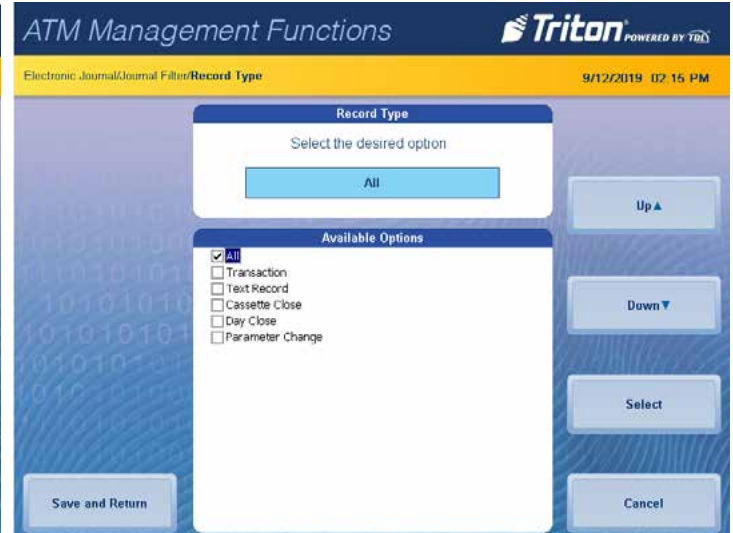 ATM Management Functions
Triton POWERED BY TDL
Electronic Journal/Journal Filter/Record Type
9/12/2019 02:15 PM
Record Type
Select the desired option
All
Available Options
All
Transaction
Text Record
Cassette Close
Day Close
Parameter Change
Up▲
Down▼
Select
Save and Return
Cancel